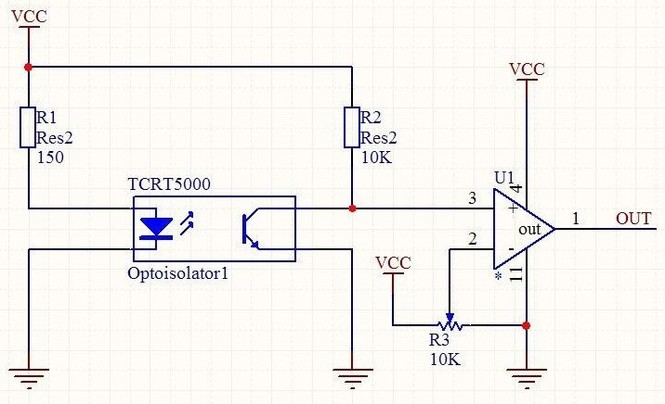 VCC
R1
Res2
150
R2
Res2
10K
VCC
TCRT5000
Optoisolator1
U1
3
+
4
2
-
out
1
OUT
11
*
VCC
R3
10K